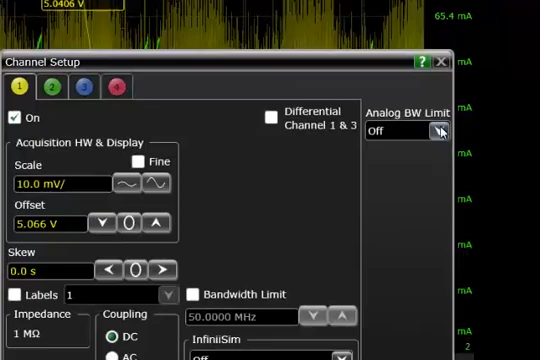 5.0406 V
65.4 mA
Channel Setup
?
mA
1 2 3 4
mA
On
Differential
Channel 1 & 3
Analog BW Limit
Off
Acquisition HW & Display
mA
Scale
Fine
10.0 mV/
mA
Offset
5.066 V
0
mA
Skew
0.0 s
0
mA
Labels
1
Bandwidth Limit
50.0000 MHz
Impedance
1 MΩ
Coupling
DC
AC
InfiniiSim
Off
mA
2